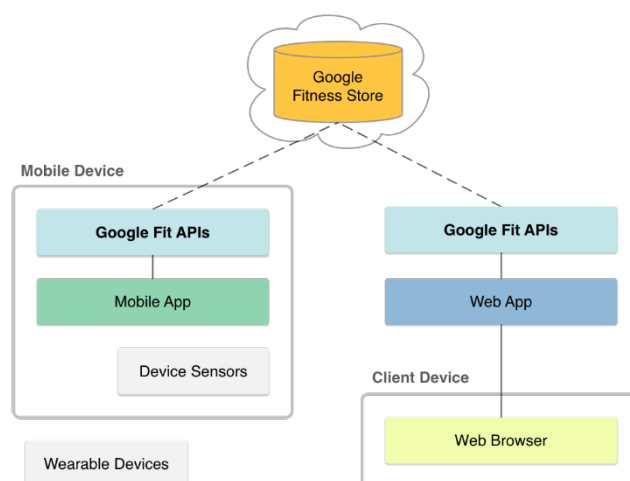 Google
Fitness Store
Mobile Device
Google Fit APIs
Google Fit APIs
Mobile App
Web App
Device Sensors
Client Device
Web Browser
Wearable Devices